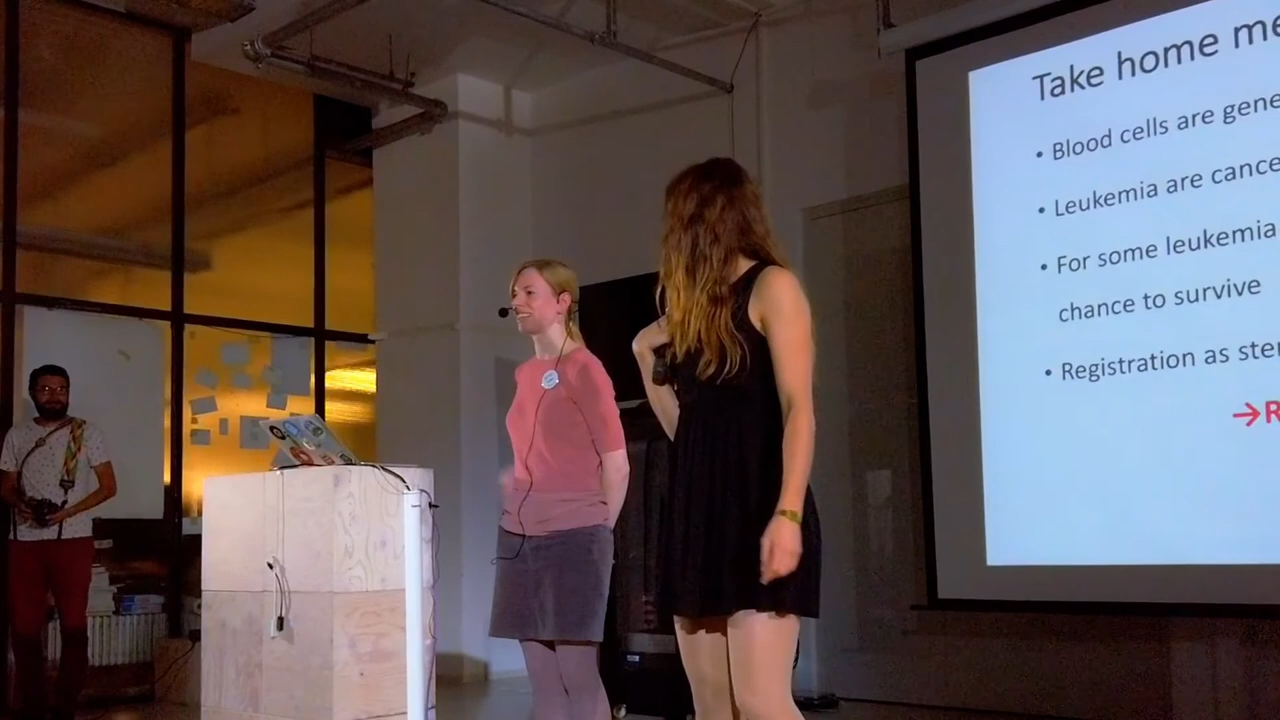 Take home me
• Blood cells are gene
• Leukemia are cance
• For some leukemia
chance to survive
• Registration as ste
→R